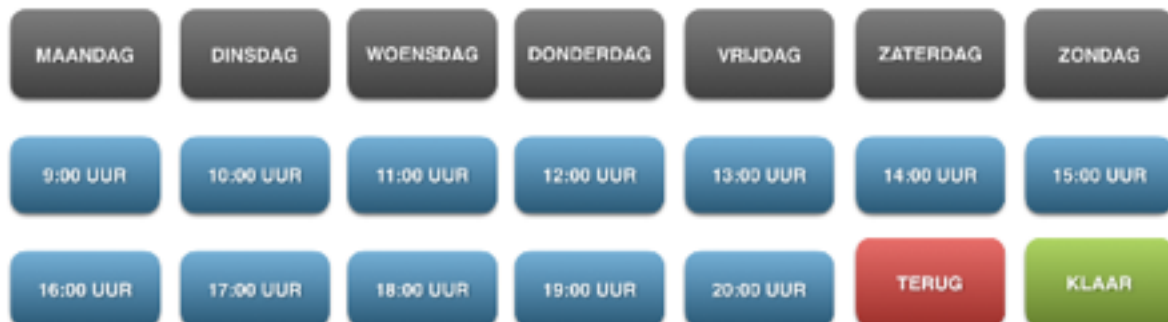 MAANDAG DINSDAG WOENSDAG DONDERDAG VRIJDAG ZATERDAG ZONDAG
9:00 UUR 10:00 UUR 11:00 UUR 12:00 UUR 13:00 UUR 14:00 UUR 15:00 UUR
16:00 UUR 17:00 UUR 18:00 UUR 19:00 UUR 20:00 UUR TERUG KLAAR